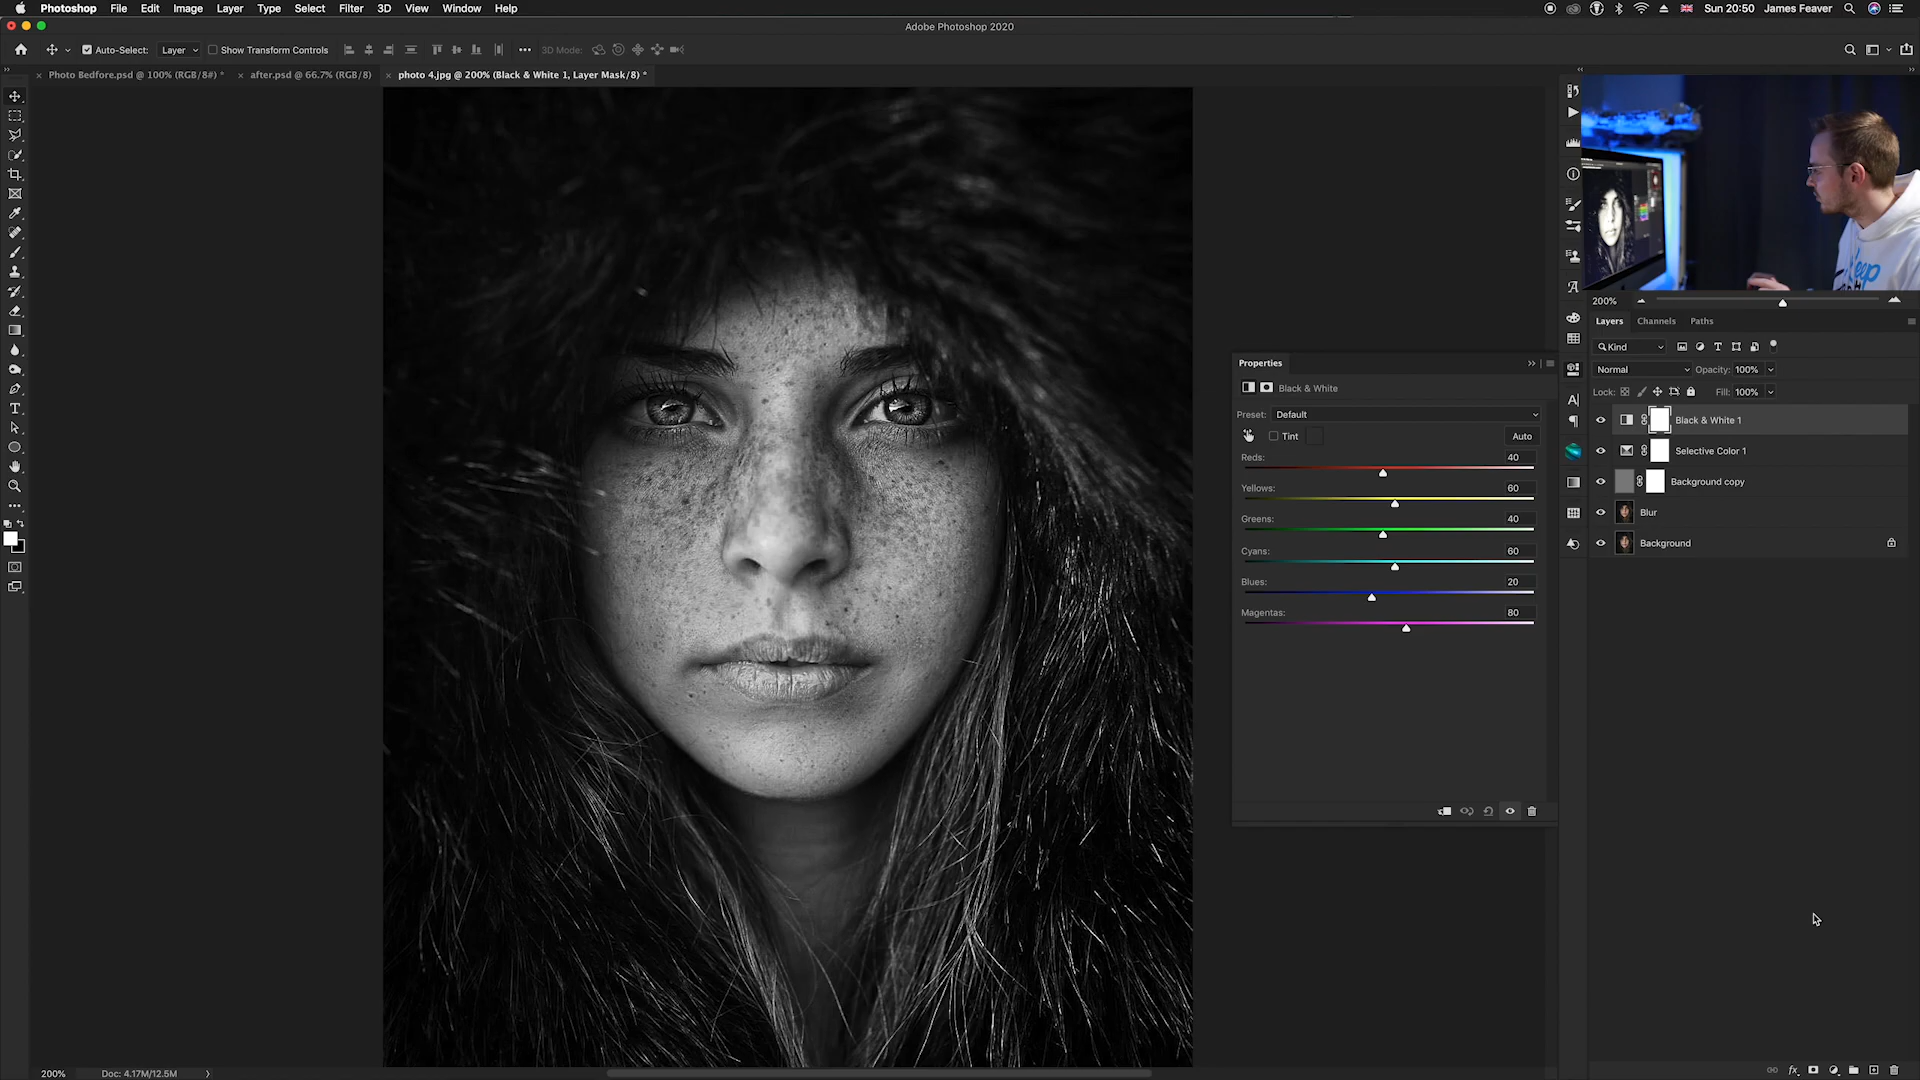 Photoshop File Edit Image Layer Type Select Filter 3D View Window Help Sun 20:50 James Feaver
Adobe Photoshop 2020
Auto-Select: Layer Show Transform Controls 3D Mode:
Photo Bedfore.psd @ 100% (RGB/8#) * after.psd @ 66.7% (RGB/8) photo 4.jpg @ 200% (Black & White 1, Layer Mask/8) *
200%
Layers Channels Paths
Kind
Normal Opacity: 100%
Lock: Fill: 100%
Black & White 1
Selective Color 1
Background copy
Blur
Background
Properties
Black & White
Preset: Default
Tint Auto
Reds: 40
Yellows: 60
Greens: 40
Cyans: 60
Blues: 20
Magentas: 80
200% Doc: 4.17M/12.5M